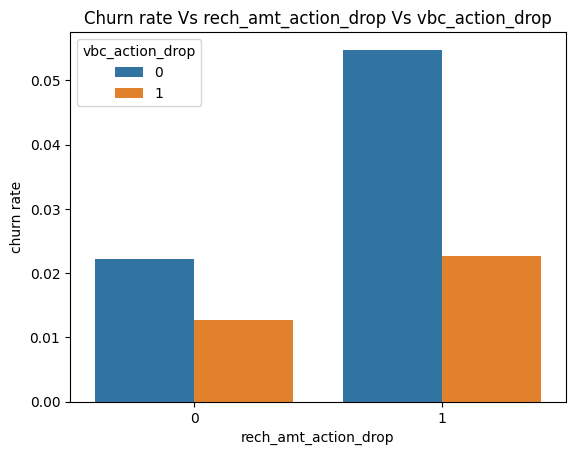 Churn rate Vs rech_amt_action_drop Vs vbc_action_drop
vbc_action_drop
0
1
churn rate
0.05
0.04
0.03
0.02
0.01
0.00
0
1
rech_amt_action_drop